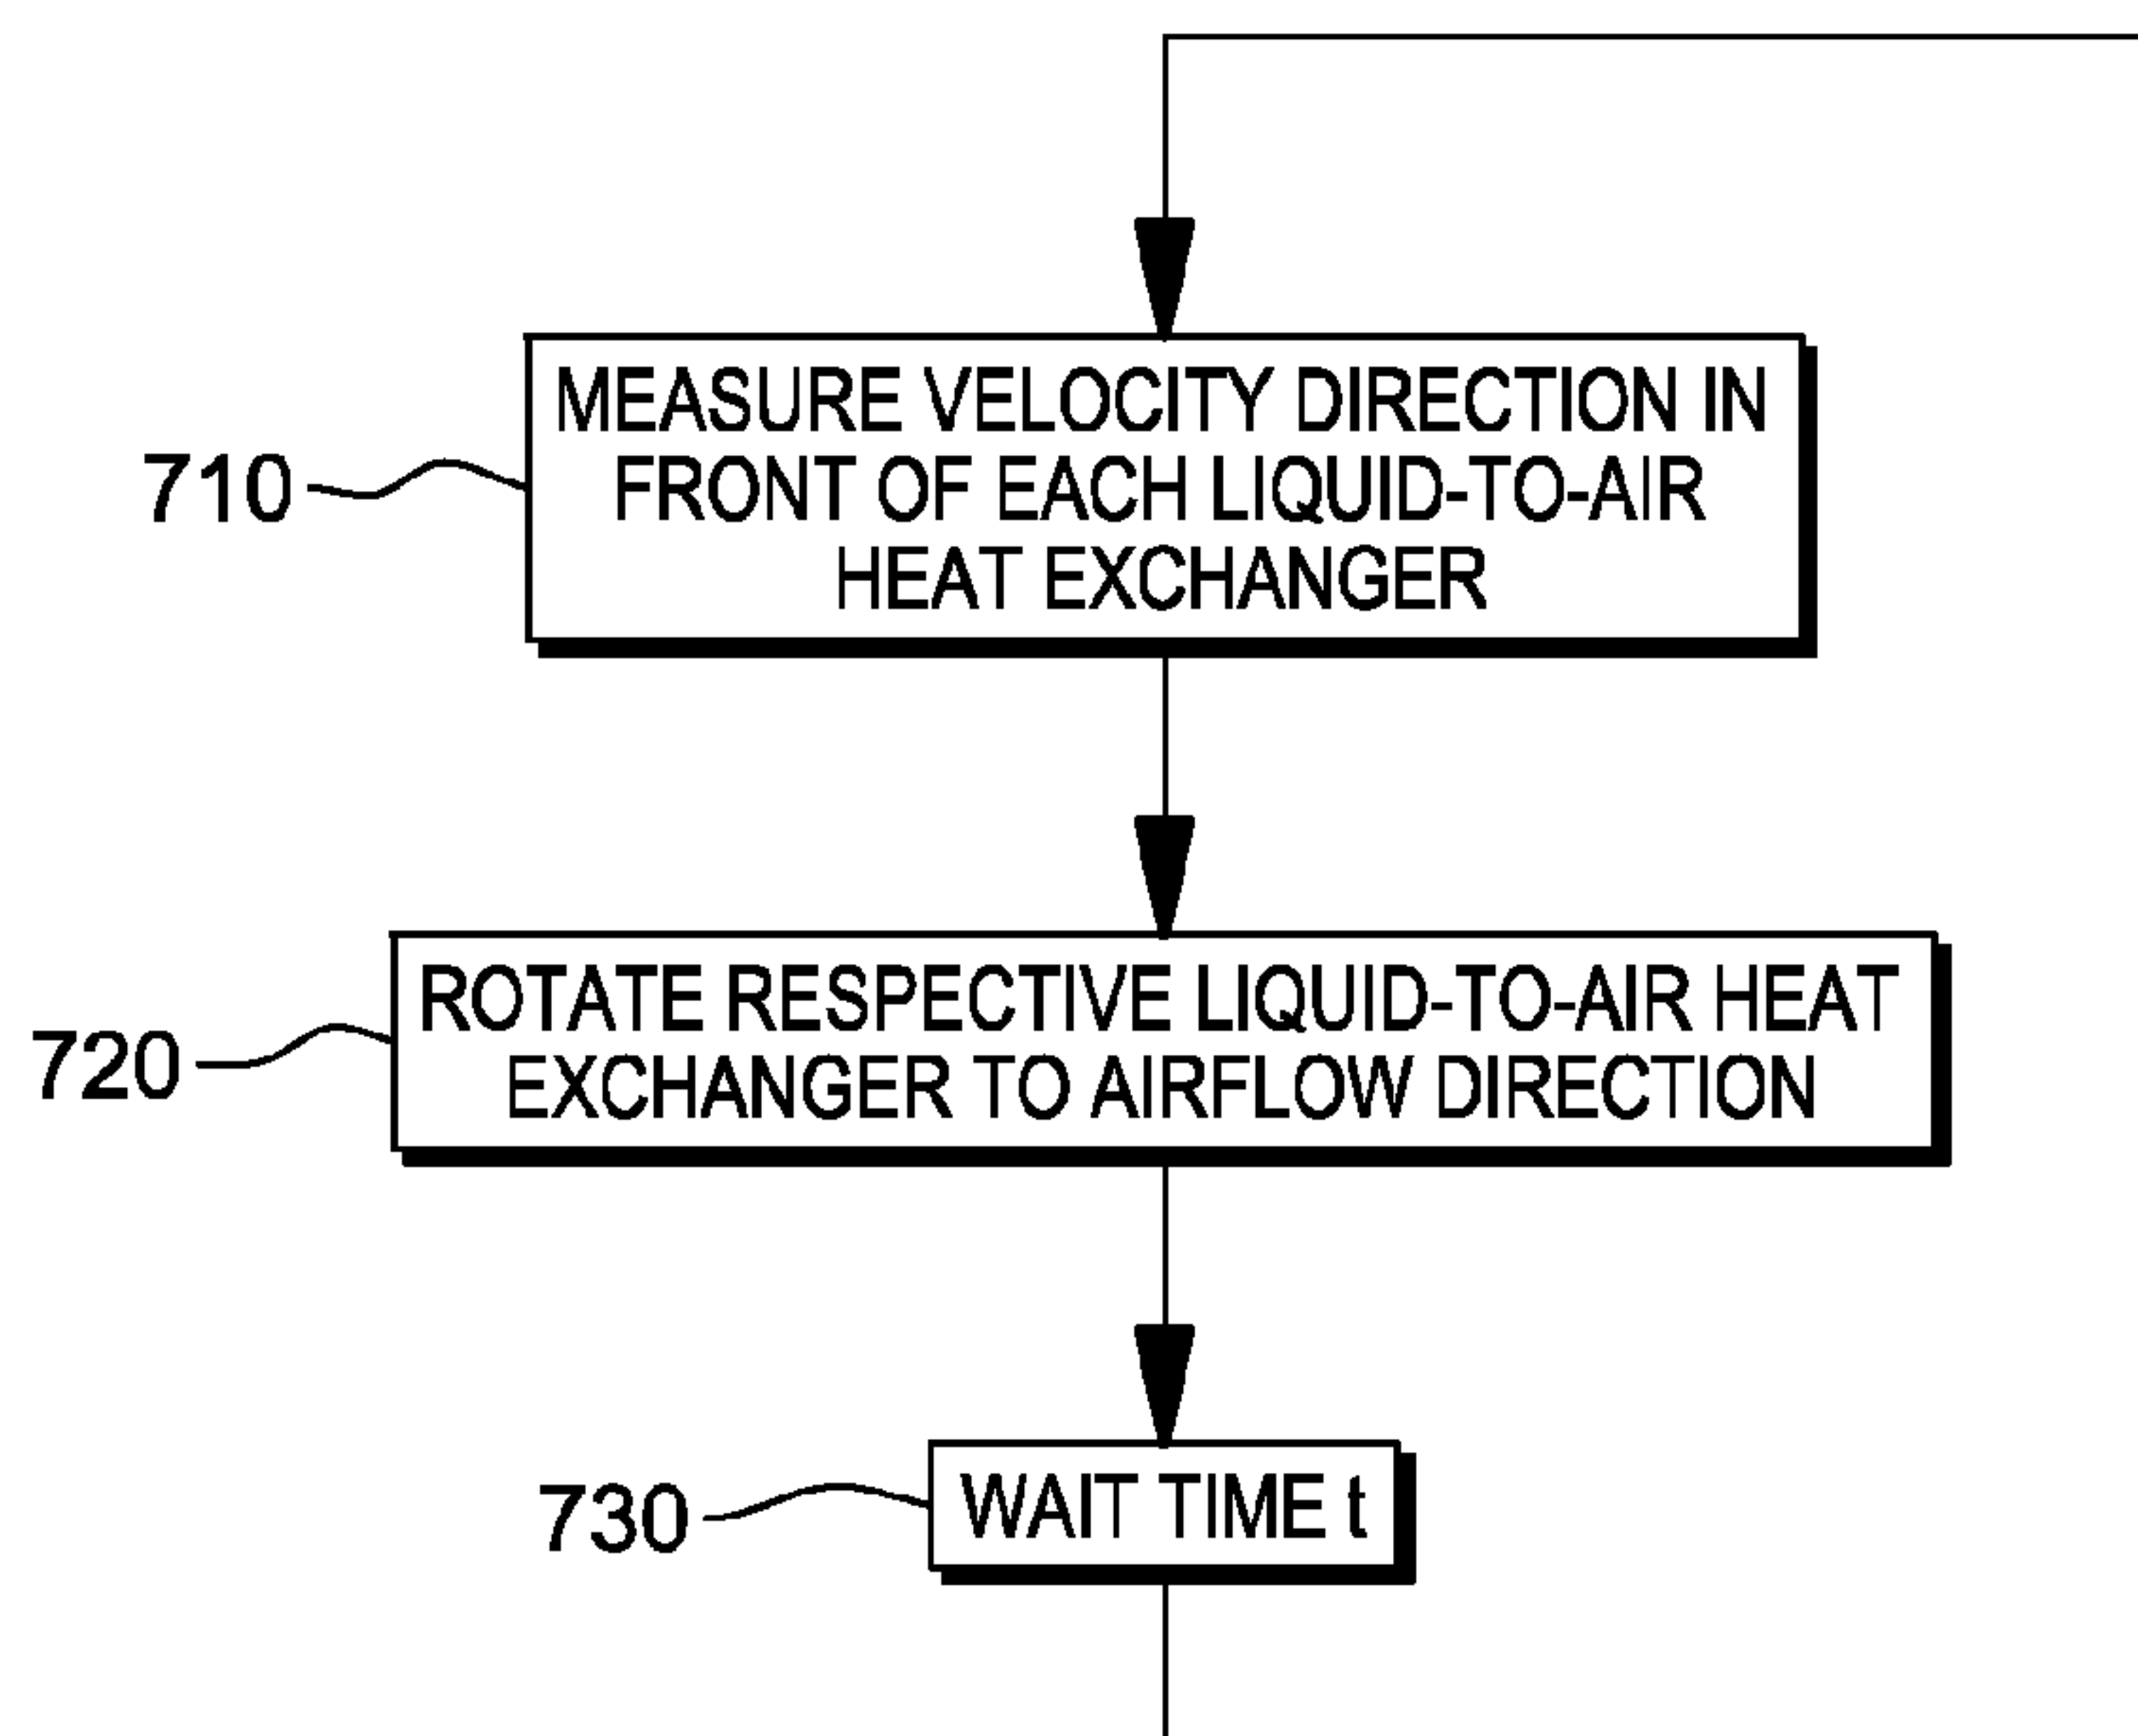 MEASURE VELOCITY DIRECTION IN
FRONT OF EACH LIQUID-TO-AIR
HEAT EXCHANGER
710
ROTATE RESPECTIVE LIQUID-TO-AIR HEAT
EXCHANGER TO AIRFLOW DIRECTION
720
WAIT TIME t
730